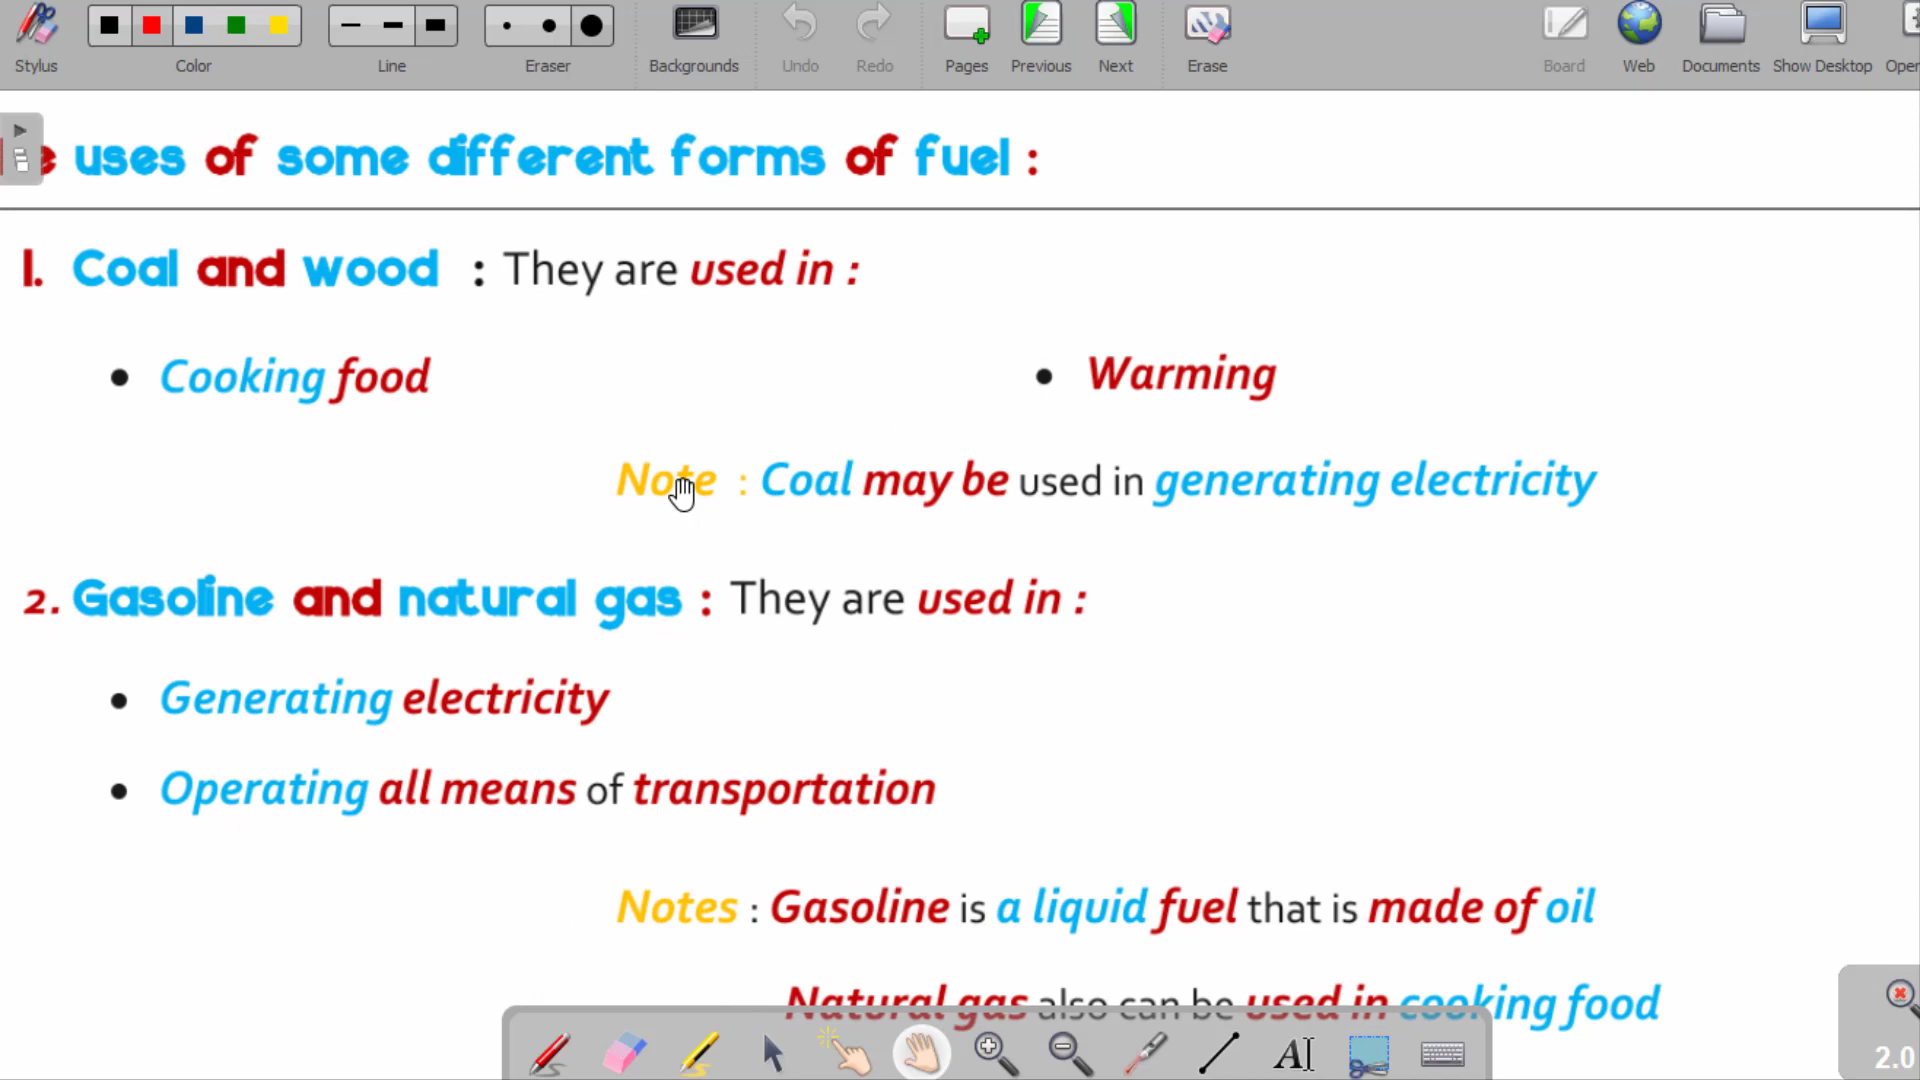 Stylus Color Line Eraser Backgrounds Undo Redo Pages Previous Next Erase Board Web Documents Show Desktop
uses of some different forms of fuel :
1. Coal and wood : They are used in :
• Cooking food • Warming
Note : Coal may be used in generating electricity
2. Gasoline and natural gas : They are used in :
• Generating electricity
• Operating all means of transportation
Notes : Gasoline is a liquid fuel that is made of oil
Natural gas also can be used in cooking food
2.0